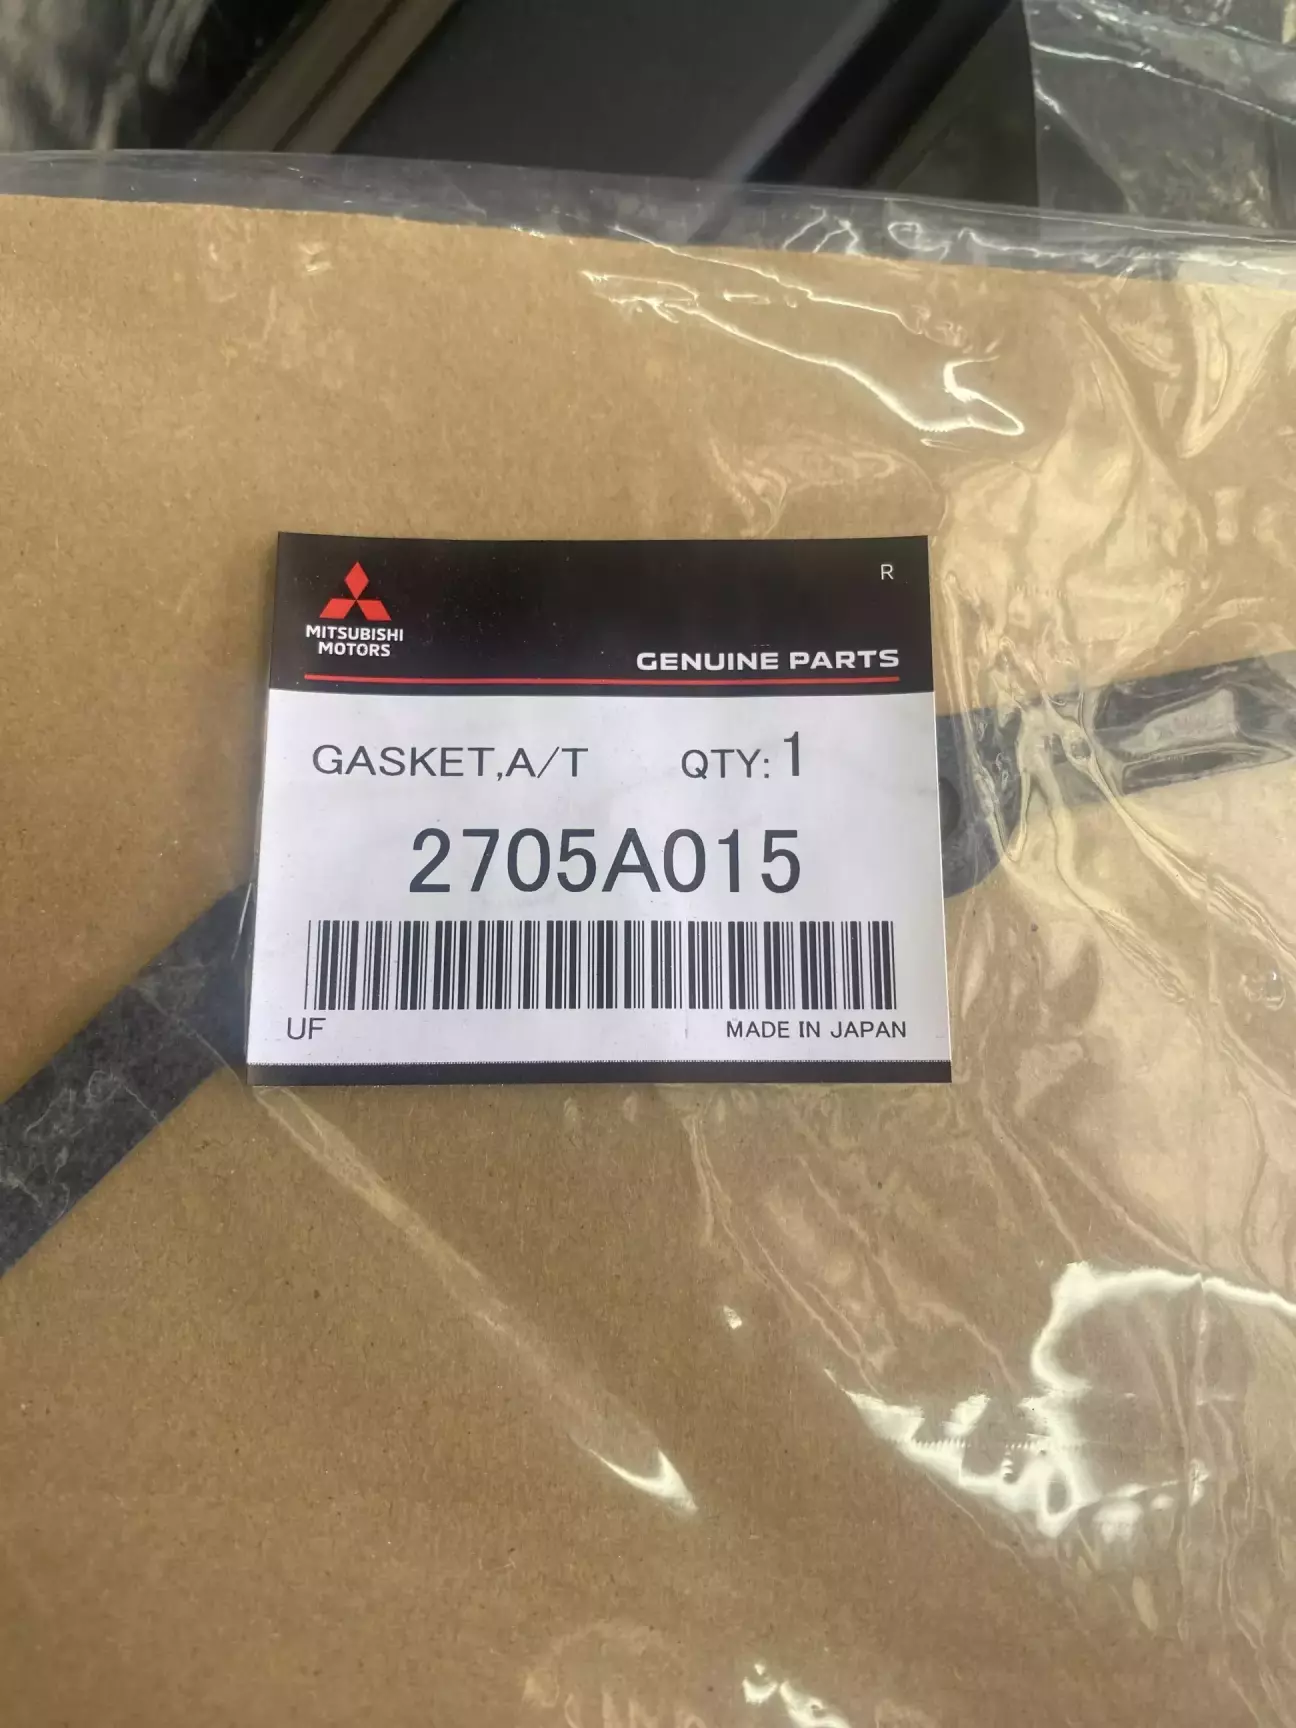 R
MITSUBISHI
MOTORS
GENUINE PARTS
GASKET,A/T QTY: 1
2705A015
UF MADE IN JAPAN